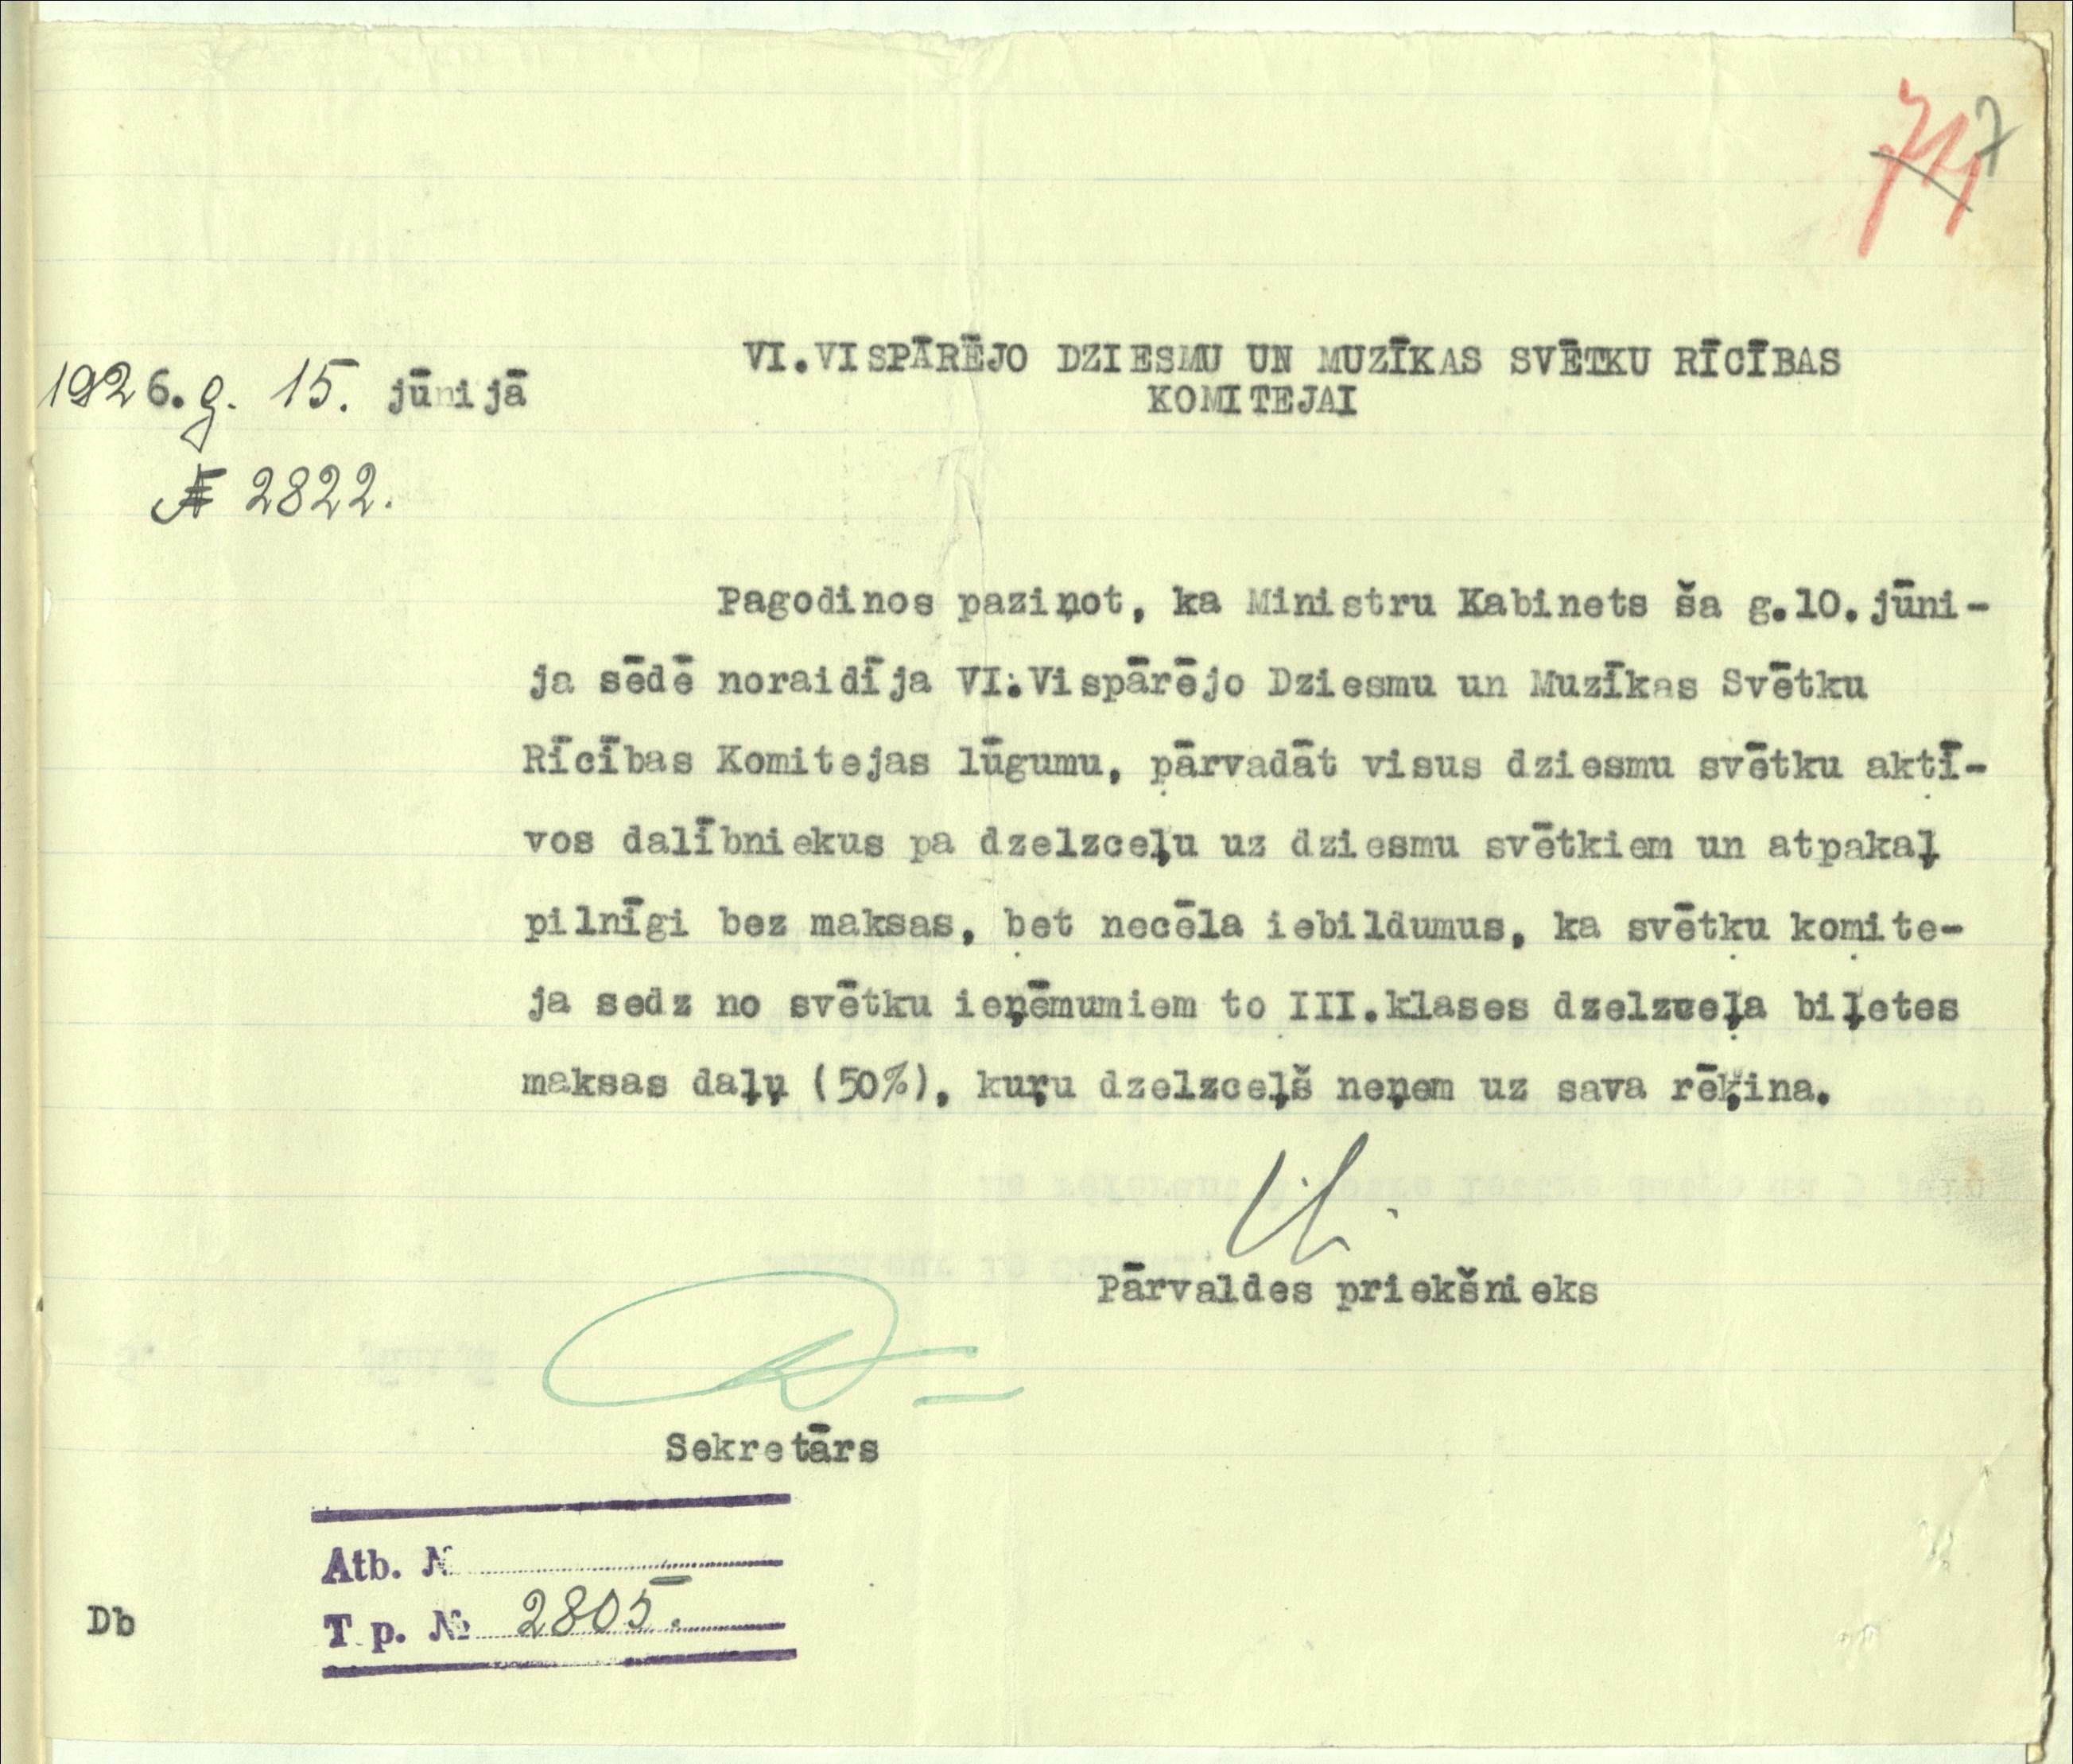 7
VI. VISPĀRĒJO DZIESMU UN MUZĪKAS SVĒTKU RĪCĪBAS
KOMITEJAI
1926. g. 15. jūnijā
№ 2822.
Pagodinos paziņot, ka Ministru Kabinets ša g.10.jūni-
ja sēdē noraidīja VI.Vispārējo Dziesmu un Muzīkas Svētku
Rīcības Komitejas lūgumu, pārvadāt visus dziesmu svētku aktī-
vos dalībniekus pa dzelzceļu uz dziesmu svētkiem un atpakaļ
pilnīgi bez maksas, bet necēla iebildumus, ka svētku komite-
ja sedz no svētku ieņēmumiem to III.klases dzelzceļa biļetes
maksas daļu (50%), kuŗu dzelzceļš neņem uz sava rēķina.
Pārvaldes priekšnieks
Sekretārs
Atb. №
T. p. № 2805.
Db